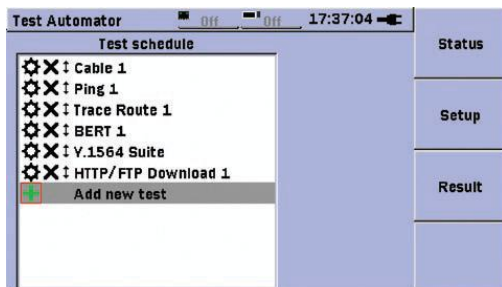 Test Automator Off Off 17:37:04
Test schedule
Cable 1
Ping 1
Trace Route 1
BERT 1
Y.1564 Suite
HTTP/FTP Download 1
Add new test
Status
Setup
Result